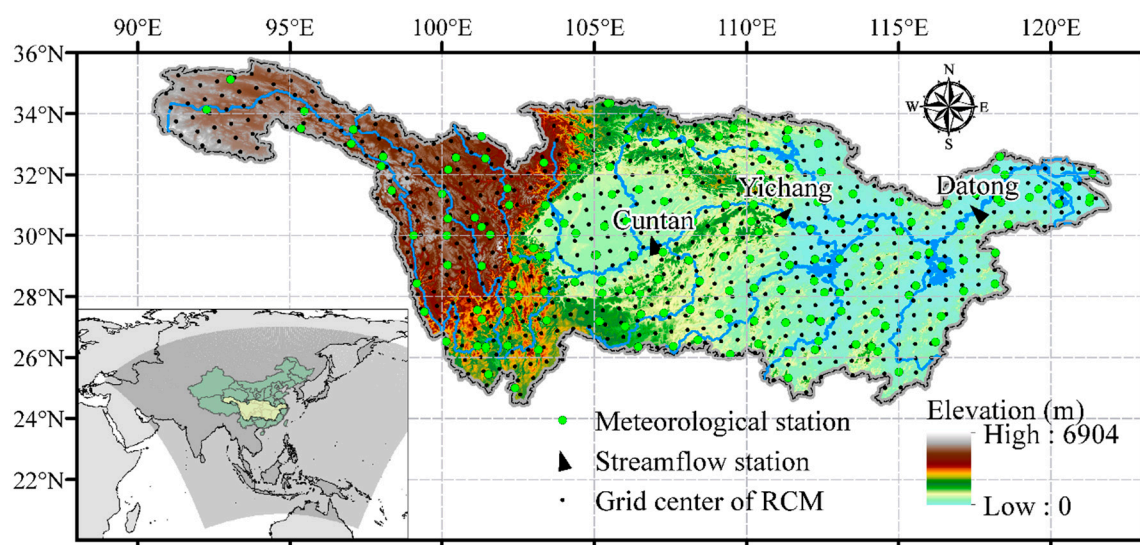 90°E 95°E 100°E 105°E 110°E 115°E 120°E
36°N
34°N
32°N
30°N
28°N
26°N
24°N
22°N
N
W E
S
Yichang
Datong
Cuntan
Meteorological station
Streamflow station
Grid center of RCM
Elevation (m)
High : 6904
Low : 0